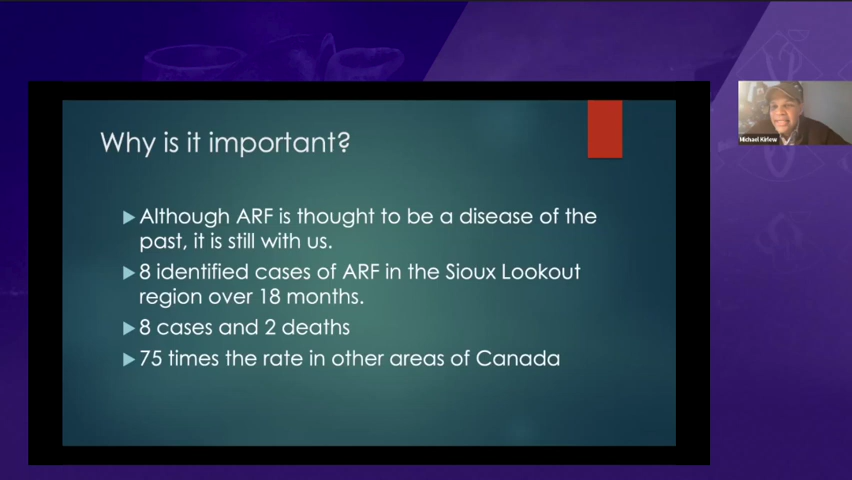 Why is it important?
Although ARF is thought to be a disease of the
past, it is still with us.
8 identified cases of ARF in the Sioux Lookout
region over 18 months.
8 cases and 2 deaths
75 times the rate in other areas of Canada
Michael Kirlew